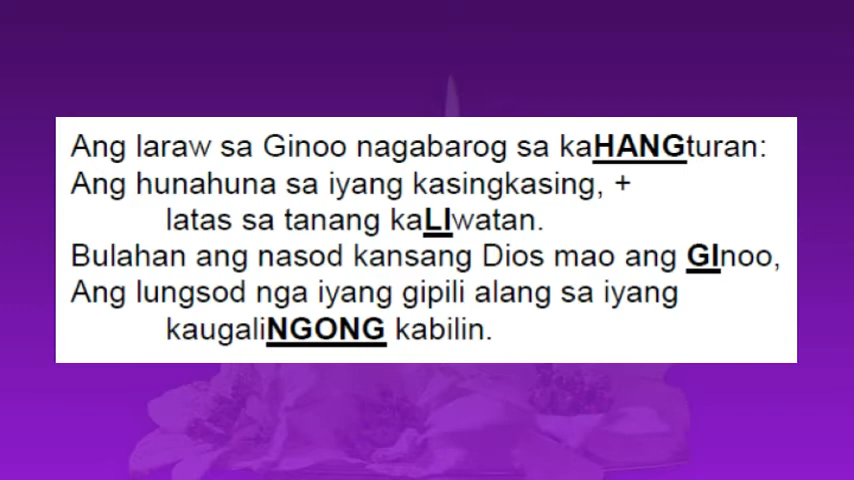 Ang laraw sa Ginoo nagabarog sa kaHANGturan:
Ang hunahuna sa iyang kasingkasing, +
latas sa tanang kaLIwatan.
Bulahan ang nasod kansang Dios mao ang GInoo,
Ang lungsod nga iyang gipili alang sa iyang
kaugaliNGONG kabilin.